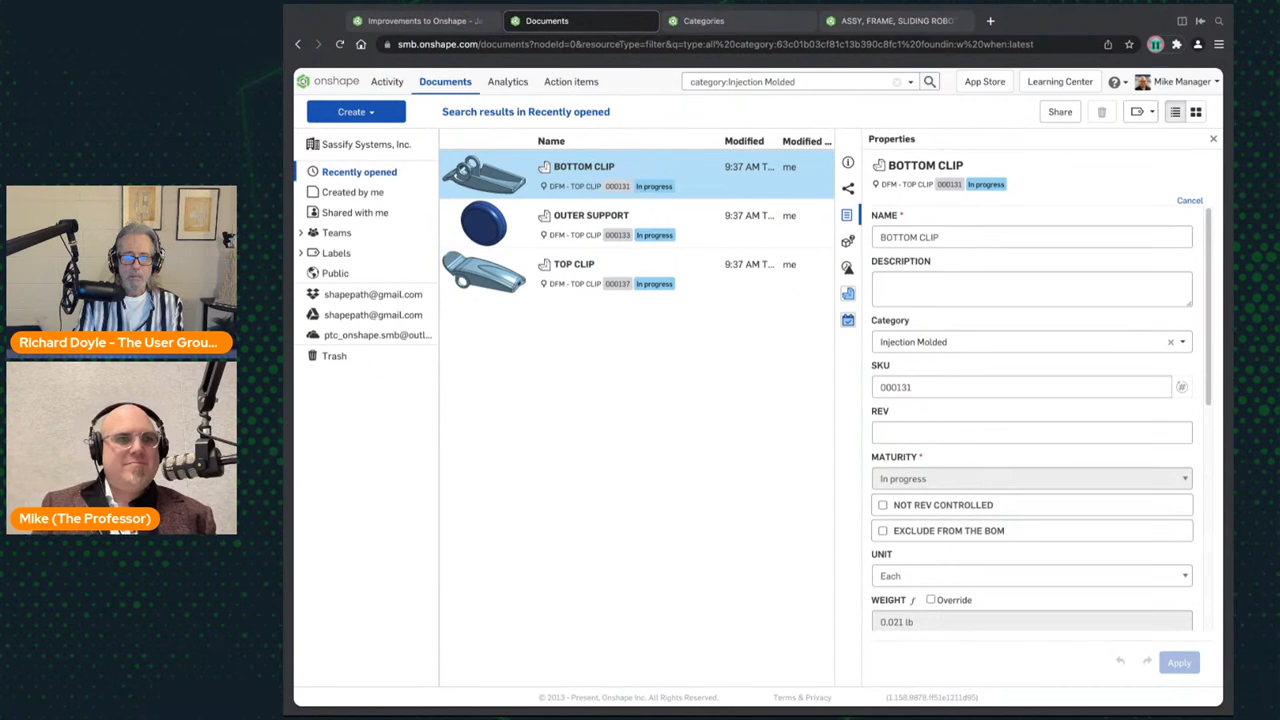 Improvements to Onshape - Ja
Documents
Categories
ASSY, FRAME, SLIDING ROBO
smb.onshape.com/documents?nodeId=0&resourceType=filter&q=type:all%20category:63c01b03cf81c13b390c8fc1%20foundin:w%20when:latest
onshape
Activity
Documents
Analytics
Action items
category:Injection Molded
App Store
Learning Center
Mike Manager
Create
Search results in Recently opened
Share
Sassify Systems, Inc.
Recently opened
Created by me
Shared with me
Teams
Labels
Public
shapepath@gmail.com
shapepath@gmail.com
ptc_onshape.smb@outl...
Trash
Name
Modified
Modified ...
BOTTOM CLIP
9:37 AM T...
me
DFM - TOP CLIP 000131 In progress
OUTER SUPPORT
9:37 AM T...
me
DFM - TOP CLIP 000133 In progress
TOP CLIP
9:37 AM T...
me
DFM - TOP CLIP 000137 In progress
Properties
BOTTOM CLIP
DFM - TOP CLIP 000131 In progress
Cancel
NAME *
BOTTOM CLIP
DESCRIPTION
Category
Injection Molded
SKU
000131
REV
MATURITY *
In progress
NOT REV CONTROLLED
EXCLUDE FROM THE BOM
UNIT
Each
WEIGHT f Override
0.021 lb
Apply
© 2013 - Present, Onshape Inc. All Rights Reserved.
Terms & Privacy
(1.158.9878.ff51e1211d95)
Richard Doyle - The User Grou...
Mike (The Professor)